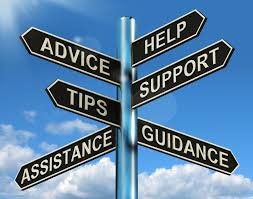 HELP
ADVICE
SUPPORT
TIPS
GUIDANCE
ASSISTANCE